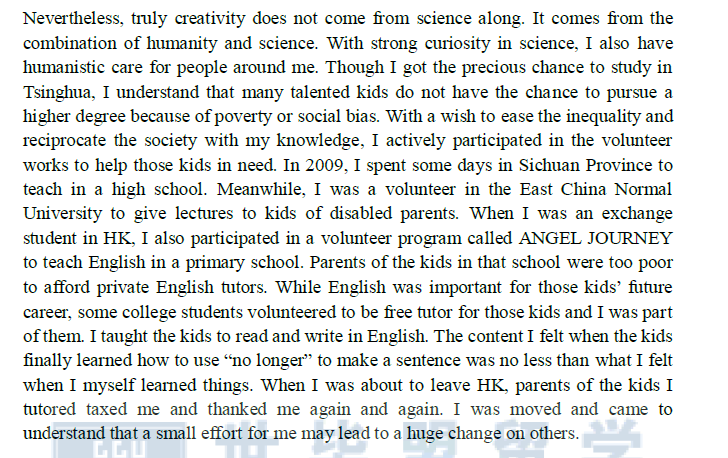 Nevertheless, truly creativity does not come from science along. It comes from the
combination of humanity and science. With strong curiosity in science, I also have
humanistic care for people around me. Though I got the precious chance to study in
Tsinghua, I understand that many talented kids do not have the chance to pursue a
higher degree because of poverty or social bias. With a wish to ease the inequality and
reciprocate the society with my knowledge, I actively participated in the volunteer
works to help those kids in need. In 2009, I spent some days in Sichuan Province to
teach in a high school. Meanwhile, I was a volunteer in the East China Normal
University to give lectures to kids of disabled parents. When I was an exchange
student in HK, I also participated in a volunteer program called ANGEL JOURNEY
to teach English in a primary school. Parents of the kids in that school were too poor
to afford private English tutors. While English was important for those kids’ future
career, some college students volunteered to be free tutor for those kids and I was part
of them. I taught the kids to read and write in English. The content I felt when the kids
finally learned how to use “no longer” to make a sentence was no less than what I felt
when I myself learned things. When I was about to leave HK, parents of the kids I
tutored taxed me and thanked me again and again. I was moved and came to
understand that a small effort for me may lead to a huge change on others.